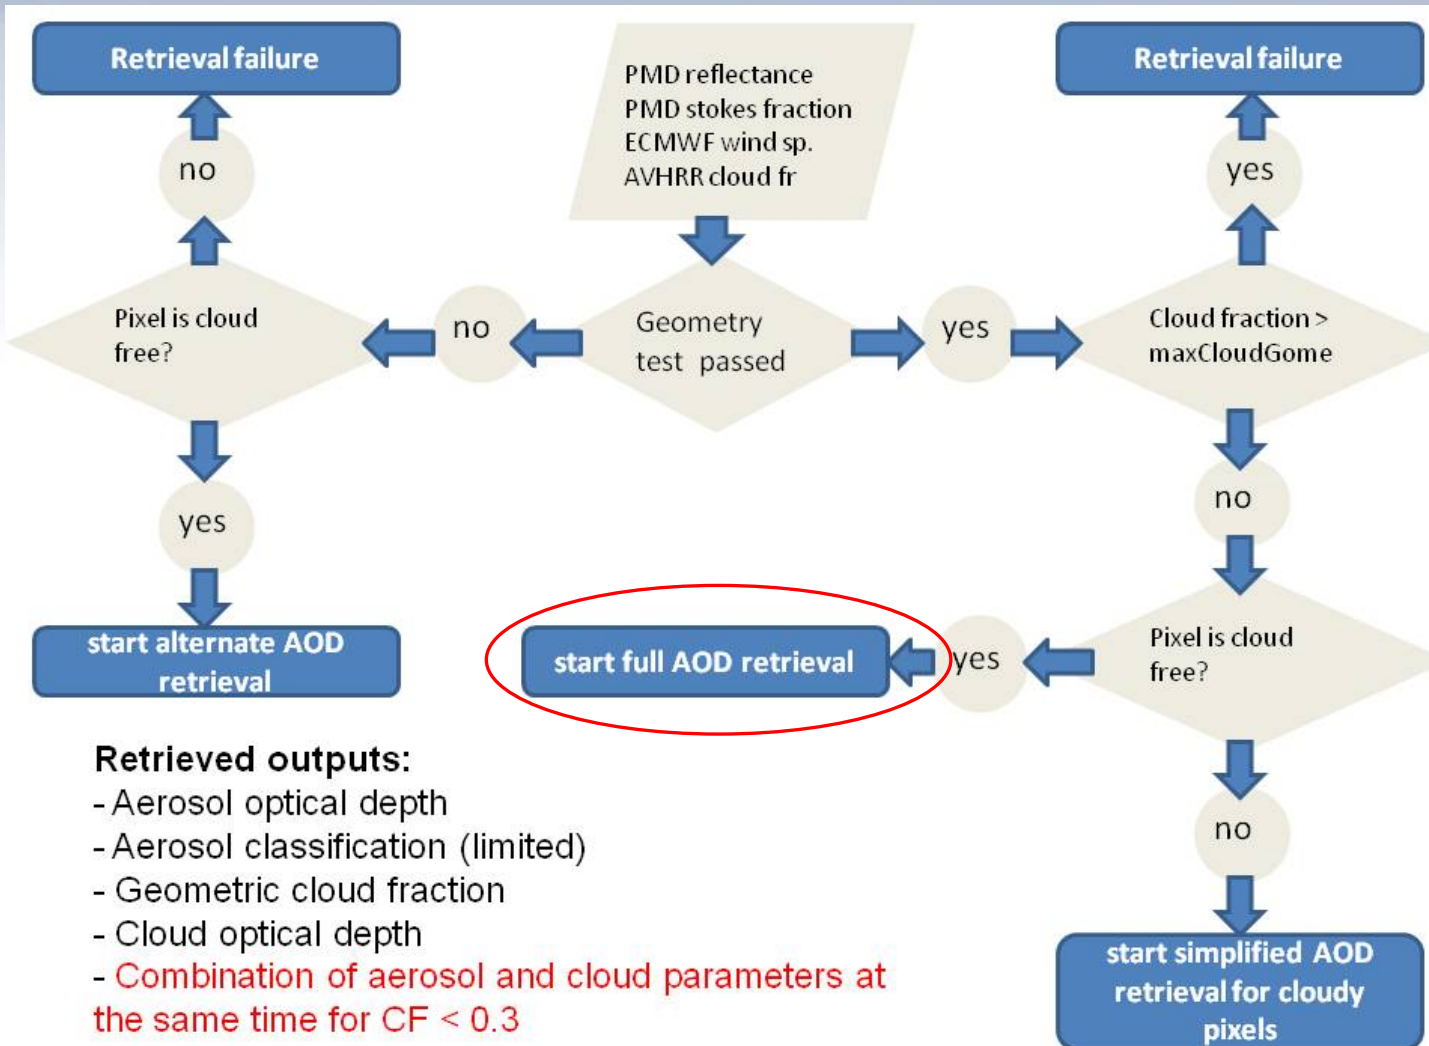 Retrieval failure
PMD reflectance
PMD stokes fraction
ECMWF wind sp.
AVHRR cloud fr
Retrieval failure
no
yes
Pixel is cloud
free?
no
Geometry
test passed
yes
Cloud fraction >
maxCloudGome
yes
no
start alternate AOD
retrieval
start full AOD retrieval
yes
Pixel is cloud
free?
no
start simplified AOD
retrieval for cloudy
pixels
Retrieved outputs:
- Aerosol optical depth
- Aerosol classification (limited)
- Geometric cloud fraction
- Cloud optical depth
- Combination of aerosol and cloud parameters at
the same time for CF < 0.3